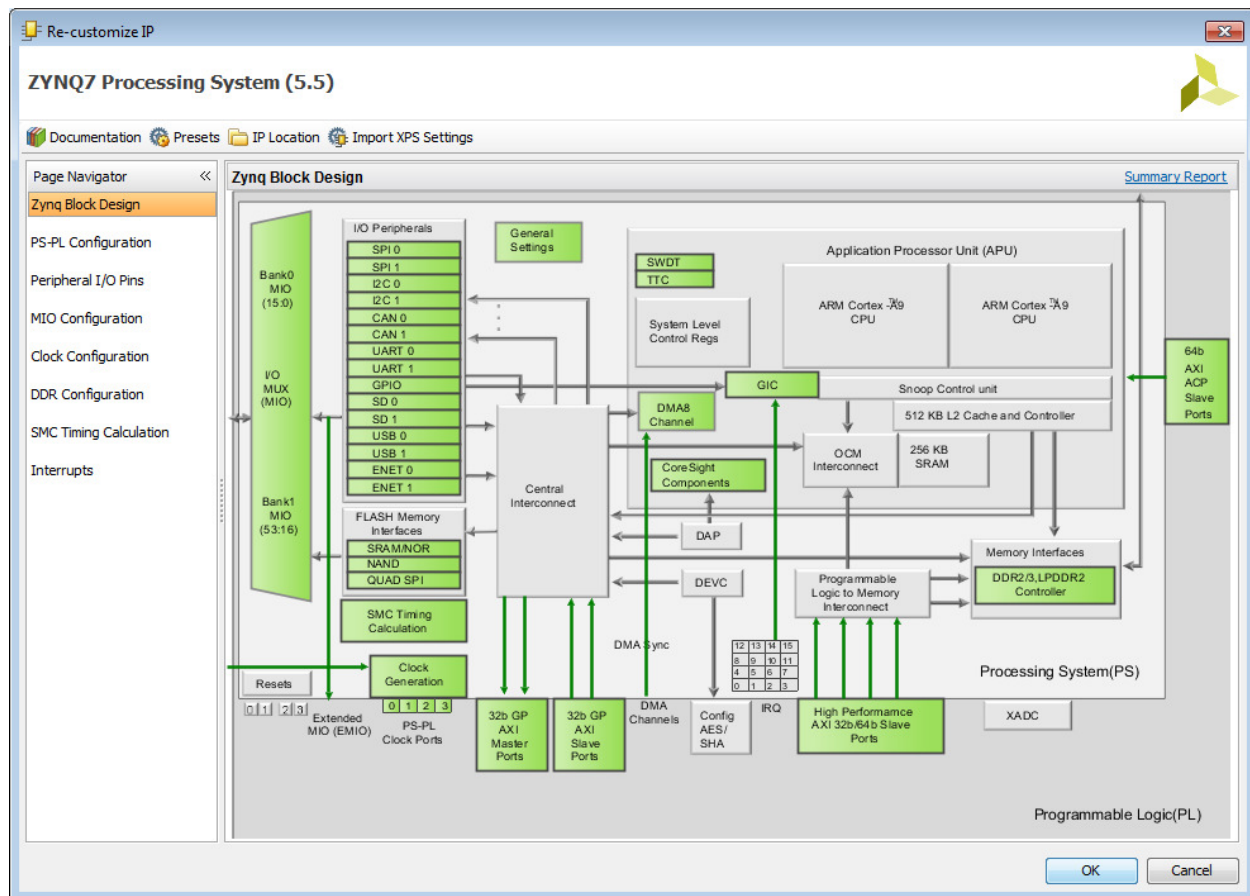 Re-customize IP
ZYNQ7 Processing System (5.5)
Documentation Presets IP Location Import XPS Settings
Page Navigator
Zynq Block Design
PS-PL Configuration
Peripheral I/O Pins
MIO Configuration
Clock Configuration
DDR Configuration
SMC Timing Calculation
Interrupts
Zynq Block Design
Summary Report
Bank0
MIO
(15:0)
I/O
MUX
(MIO)
Bank1
MIO
(53:16)
I/O Peripherals
SPI 0
SPI 1
I2C 0
I2C 1
CAN 0
CAN 1
UART 0
UART 1
GPIO
SD 0
SD 1
USB 0
USB 1
ENET 0
ENET 1
FLASH Memory
Interfaces
SRAM/NOR
NAND
QUAD SPI
SMC Timing
Calculation
Clock
Generation
Resets
0 1 2 3
Extended
MIO (EMIO)
0 1 2 3
PS-PL
Clock Ports
General
Settings
Central
Interconnect
32b GP
AXI
Master
Ports
32b GP
AXI
Slave
Ports
Application Processor Unit (APU)
SWDT
TTC
System Level
Control Regs
ARM Cortex -A9
CPU
ARM Cortex -A9
CPU
GIC
Snoop Control unit
DMA8
Channel
512 KB L2 Cache and Controller
OCM
Interconnect
256 KB
SRAM
CoreSight
Components
DAP
DEVC
Programmable
Logic to Memory
Interconnect
Memory Interfaces
DDR2/3,LPDDR2
Controller
64b
AXI
ACP
Slave
Ports
DMA Sync
DMA
Channels
Config
AES/
SHA
12 13 14 15
8 9 10 11
4 5 6 7
0 1 2 3
IRQ
High Performamce
AXI 32b/64b Slave
Ports
Processing System(PS)
XADC
Programmable Logic(PL)
OK
Cancel